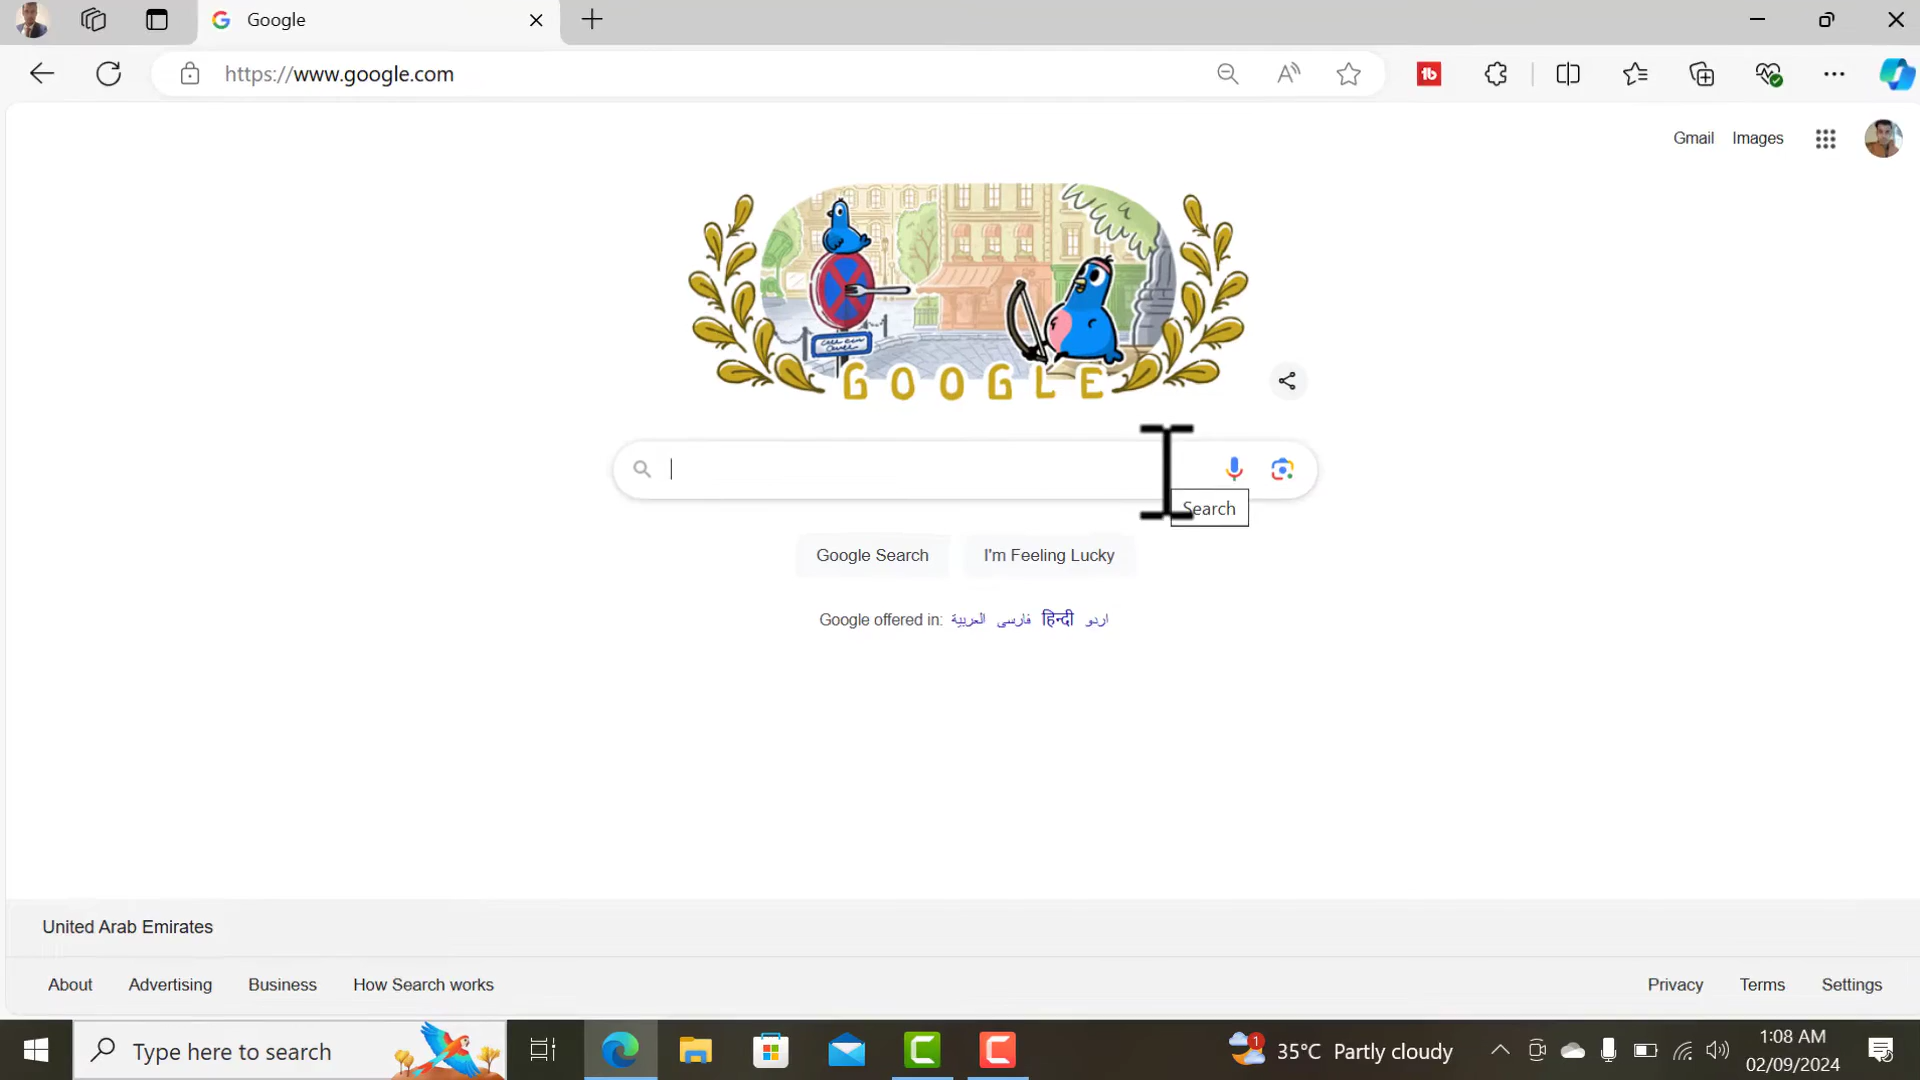 Google
https://www.google.com
Gmail Images
GOOGLE
Search
Google Search I'm Feeling Lucky
Google offered in: العربية فارسی हिन्दी اردو
United Arab Emirates
About Advertising Business How Search works
Privacy Terms Settings
Type here to search
1
35°C Partly cloudy
1:08 AM
02/09/2024